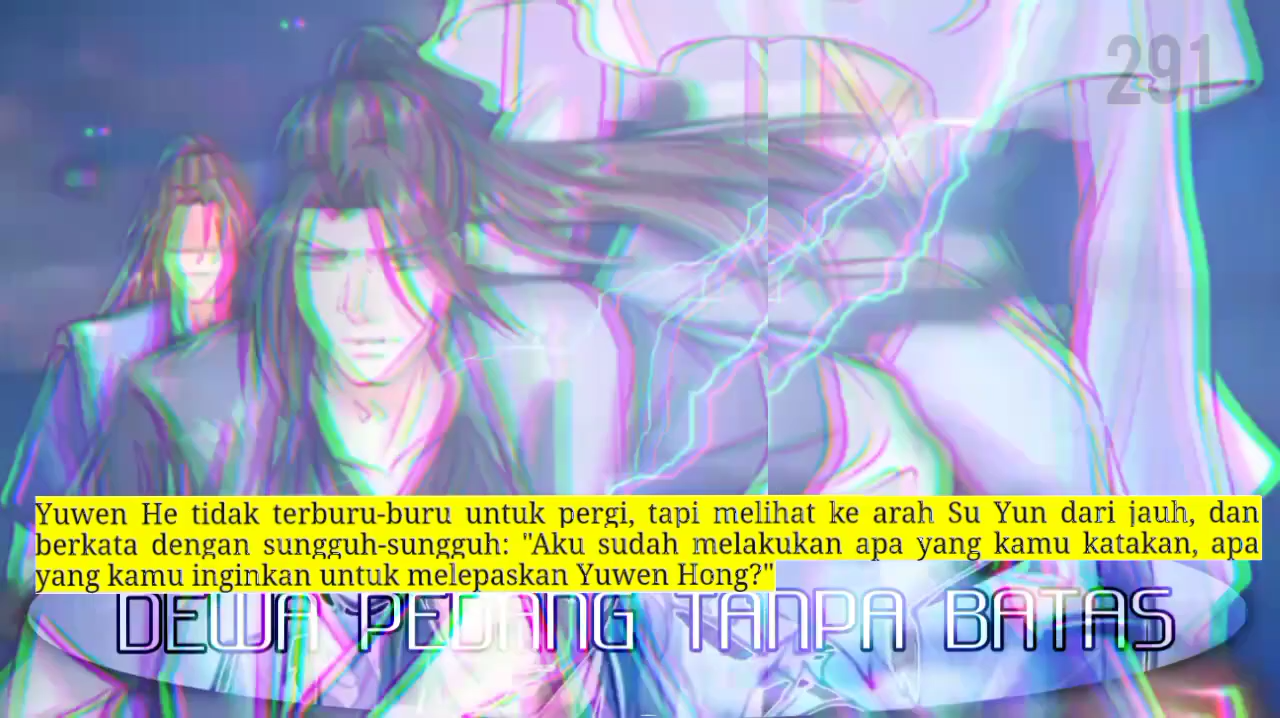 291
Yuwen He tidak terburu-buru untuk pergi, tapi melihat ke arah Su Yun dari jauh, dan
berkata dengan sungguh-sungguh: "Aku sudah melakukan apa yang kamu katakan, apa
yang kamu inginkan untuk melepaskan Yuwen Hong?"
DEWA PEDANG TANPA BATAS